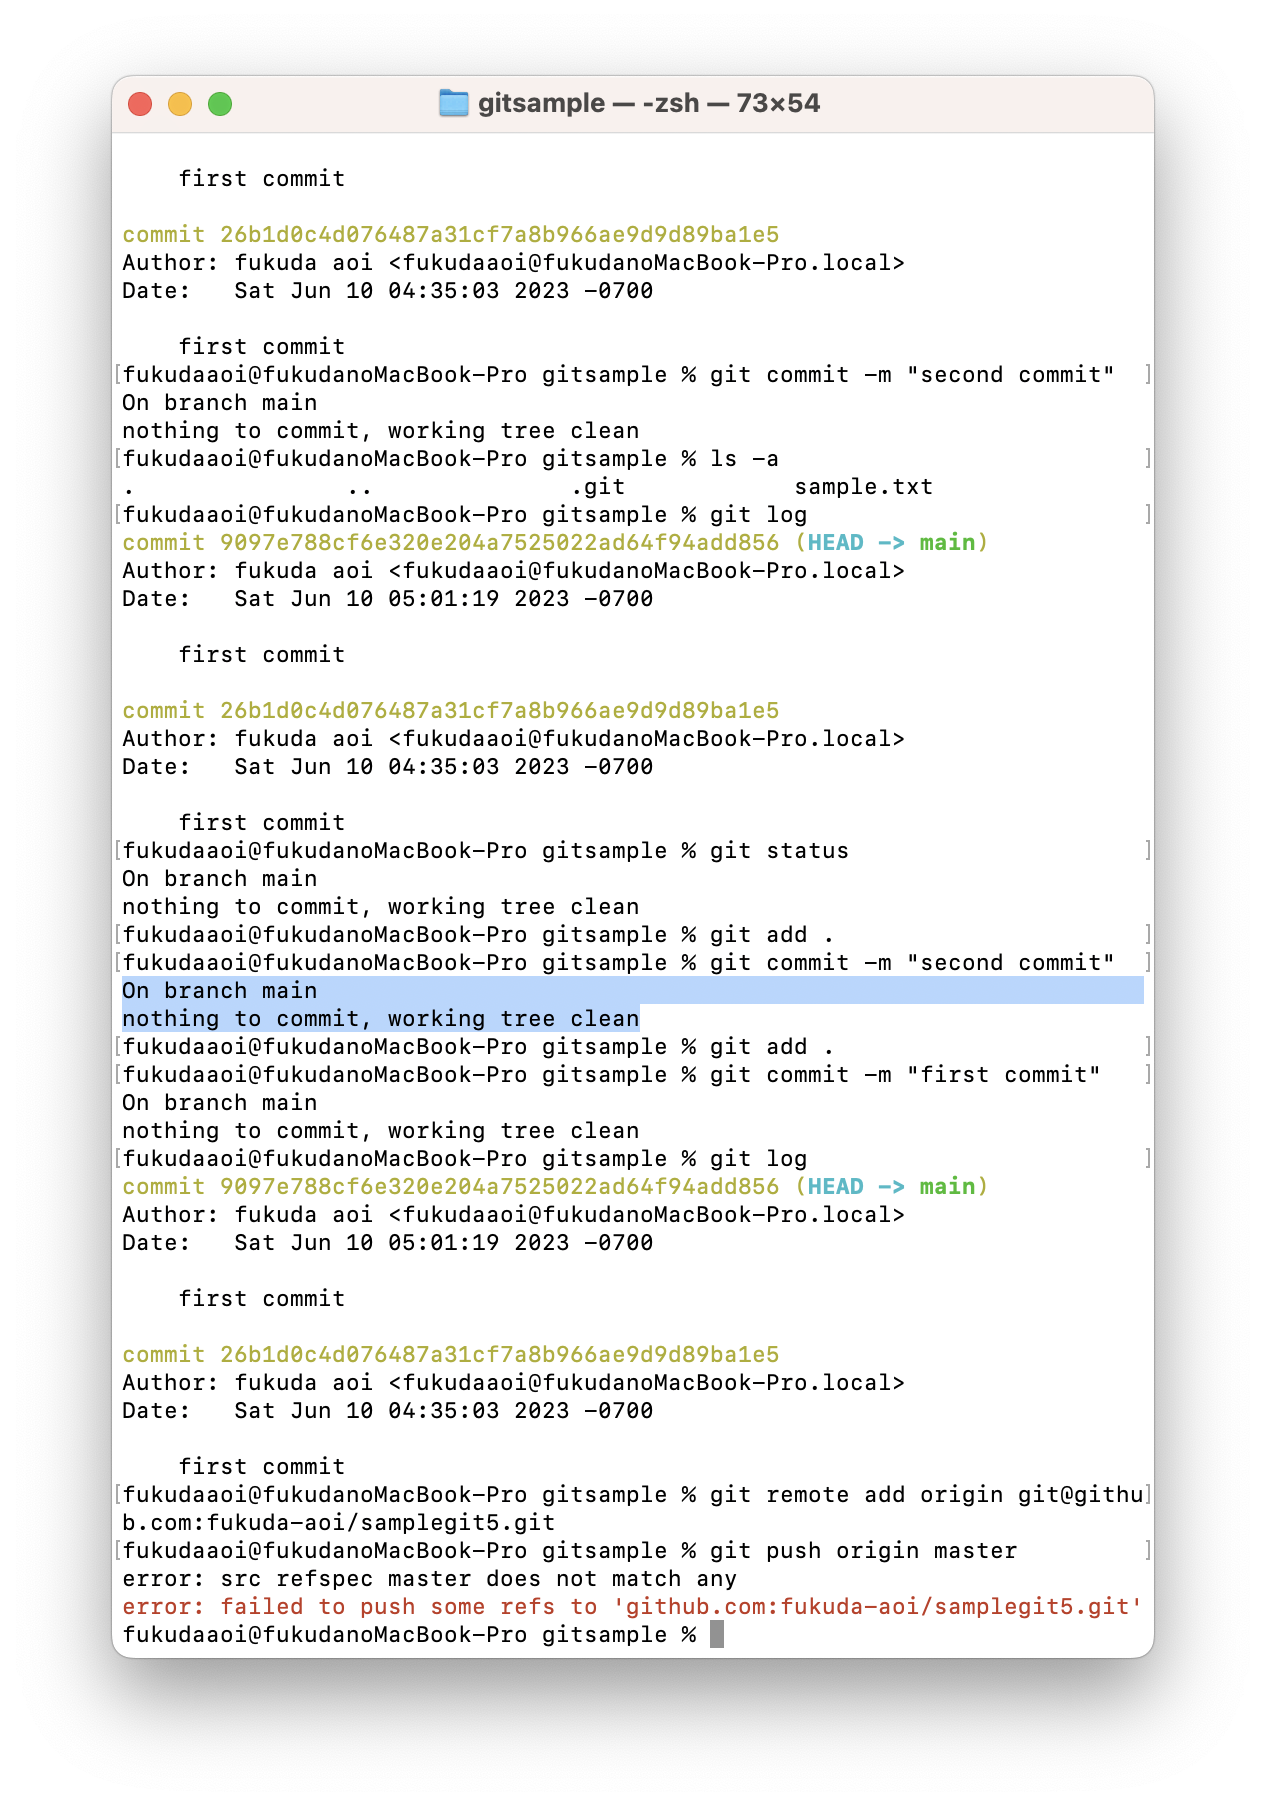 gitsample — -zsh — 73×54
first commit
commit 26b1d0c4d076487a31cf7a8b966ae9d9d89ba1e5
Author: fukuda aoi <fukudaaoi@fukudanoMacBook-Pro.local>
Date:   Sat Jun 10 04:35:03 2023 -0700
first commit
[fukudaaoi@fukudanoMacBook-Pro gitsample % git commit -m "second commit"  ]
On branch main
nothing to commit, working tree clean
[fukudaaoi@fukudanoMacBook-Pro gitsample % ls -a ]
.               ..              .git            sample.txt
[fukudaaoi@fukudanoMacBook-Pro gitsample % git log ]
commit 9097e788cf6e320e204a7525022ad64f94add856 (HEAD -> main)
Author: fukuda aoi <fukudaaoi@fukudanoMacBook-Pro.local>
Date:   Sat Jun 10 05:01:19 2023 -0700
first commit
commit 26b1d0c4d076487a31cf7a8b966ae9d9d89ba1e5
Author: fukuda aoi <fukudaaoi@fukudanoMacBook-Pro.local>
Date:   Sat Jun 10 04:35:03 2023 -0700
first commit
[fukudaaoi@fukudanoMacBook-Pro gitsample % git status ]
On branch main
nothing to commit, working tree clean
[fukudaaoi@fukudanoMacBook-Pro gitsample % git add . ]
[fukudaaoi@fukudanoMacBook-Pro gitsample % git commit -m "second commit"  ]
On branch main
nothing to commit, working tree clean
[fukudaaoi@fukudanoMacBook-Pro gitsample % git add . ]
[fukudaaoi@fukudanoMacBook-Pro gitsample % git commit -m "first commit" ]
On branch main
nothing to commit, working tree clean
[fukudaaoi@fukudanoMacBook-Pro gitsample % git log ]
commit 9097e788cf6e320e204a7525022ad64f94add856 (HEAD -> main)
Author: fukuda aoi <fukudaaoi@fukudanoMacBook-Pro.local>
Date:   Sat Jun 10 05:01:19 2023 -0700
first commit
commit 26b1d0c4d076487a31cf7a8b966ae9d9d89ba1e5
Author: fukuda aoi <fukudaaoi@fukudanoMacBook-Pro.local>
Date:   Sat Jun 10 04:35:03 2023 -0700
first commit
[fukudaaoi@fukudanoMacBook-Pro gitsample % git remote add origin git@githu]
b.com:fukuda-aoi/samplegit5.git
[fukudaaoi@fukudanoMacBook-Pro gitsample % git push origin master ]
error: src refspec master does not match any
error: failed to push some refs to 'github.com:fukuda-aoi/samplegit5.git'
fukudaaoi@fukudanoMacBook-Pro gitsample %